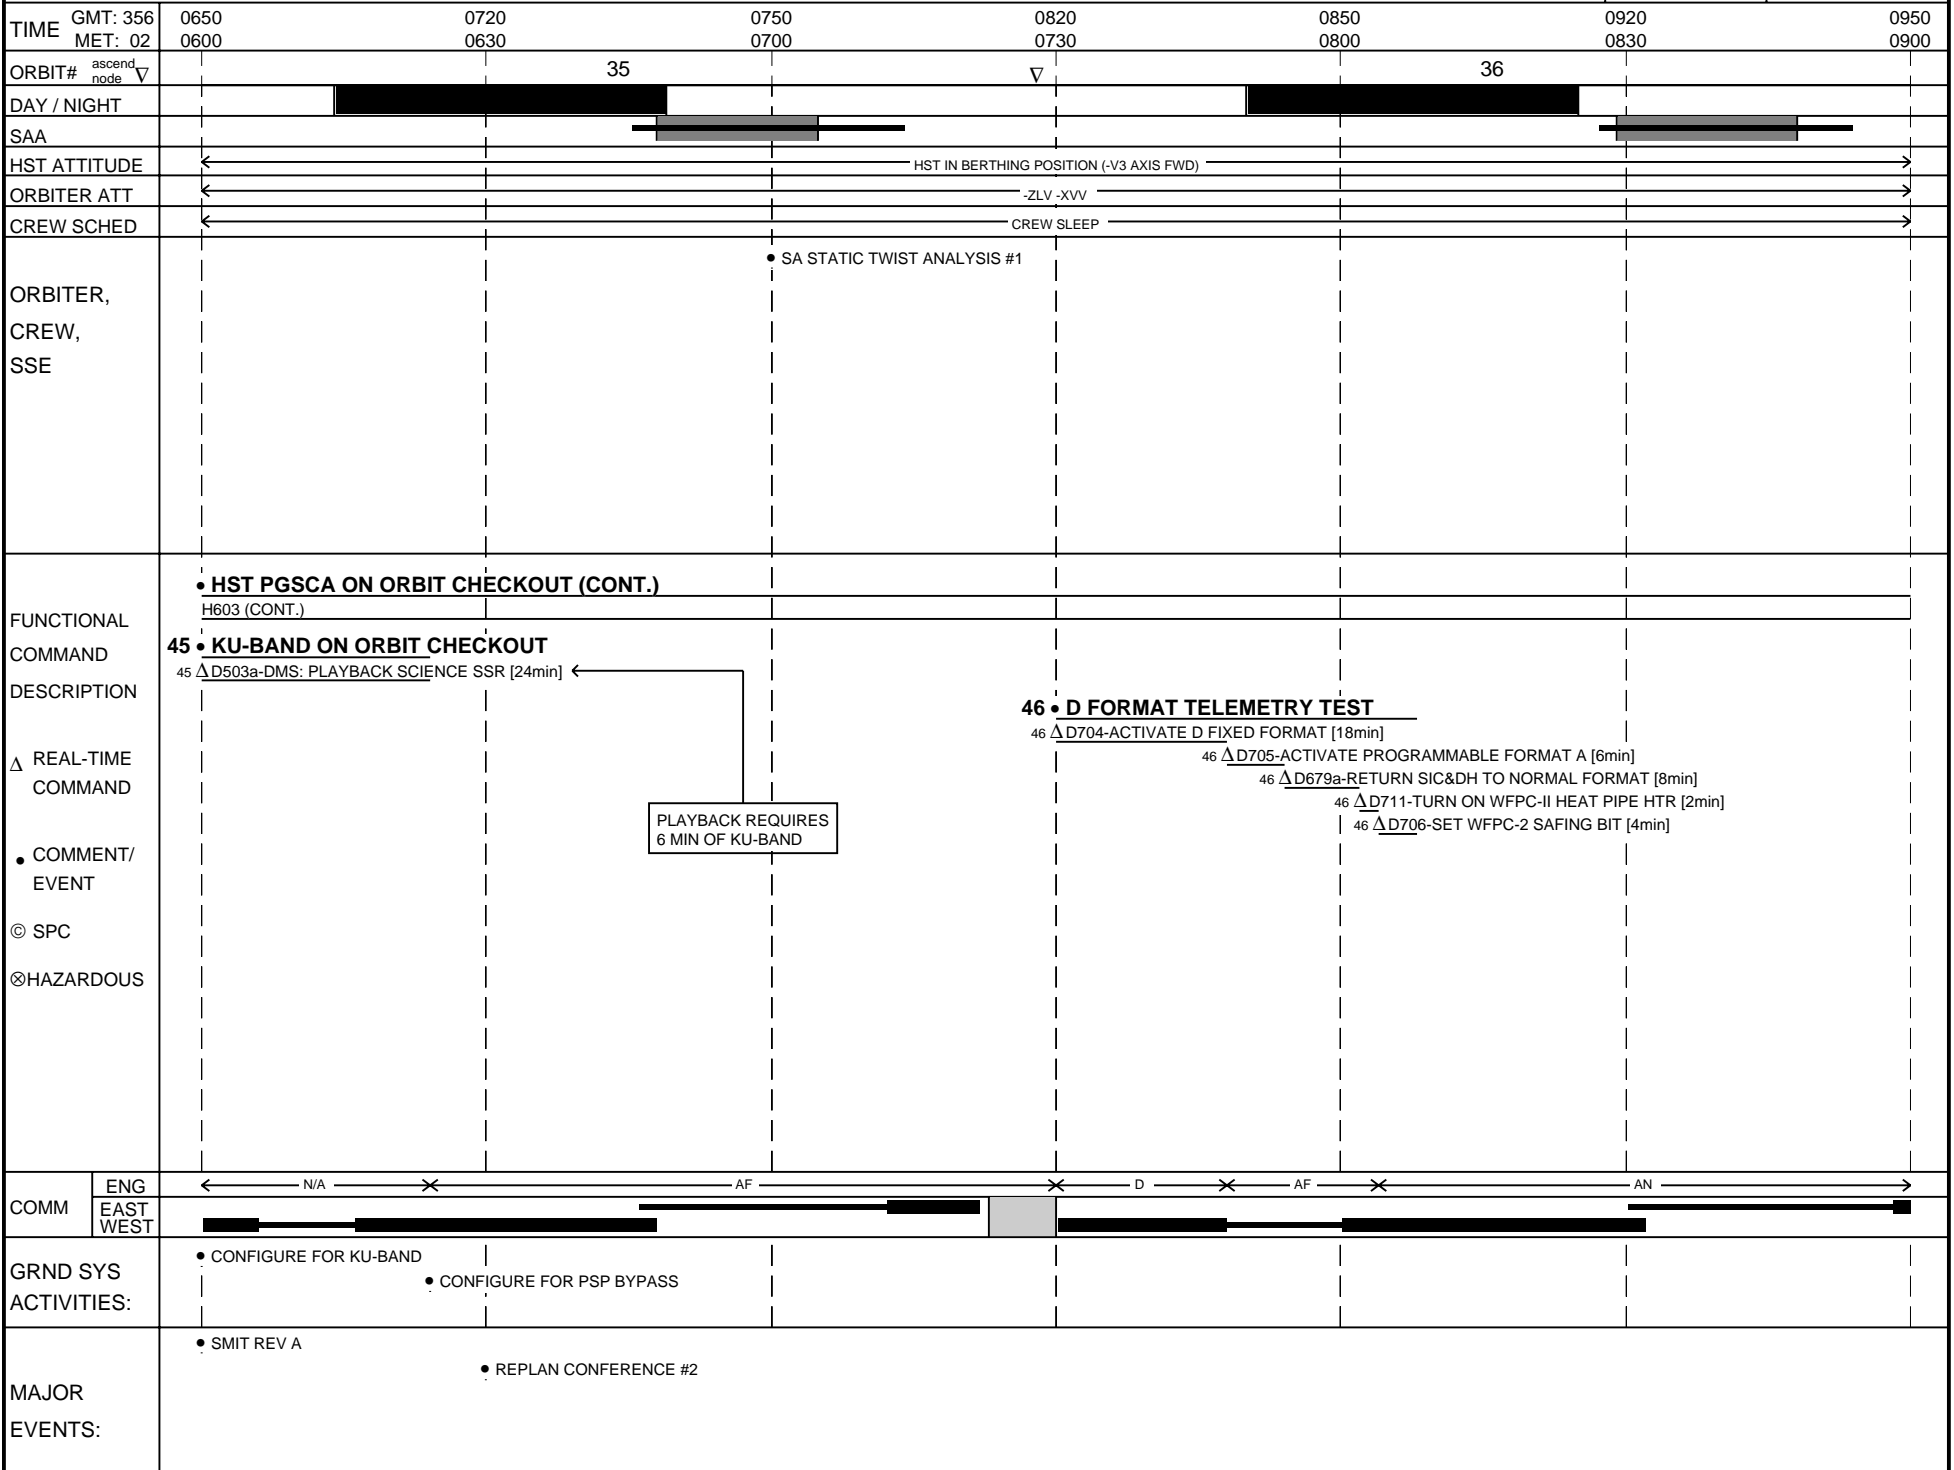 TIME GMT: 356 0650 0720 0750 0820 0850 0920 0950
MET: 02 0600 0630 0700 0730 0800 0830 0900
ORBIT# ascend node ∇ 35 ∇ 36
DAY / NIGHT
SAA
HST ATTITUDE HST IN BERTHING POSITION (-V3 AXIS FWD)
ORBITER ATT -ZLV -XVV
CREW SCHED CREW SLEEP
• SA STATIC TWIST ANALYSIS #1
ORBITER,
CREW,
SSE
• HST PGSCA ON ORBIT CHECKOUT (CONT.)
H603 (CONT.)
FUNCTIONAL
COMMAND
DESCRIPTION
45 • KU-BAND ON ORBIT CHECKOUT
45 Δ D503a-DMS: PLAYBACK SCIENCE SSR [24min]
46 • D FORMAT TELEMETRY TEST
46 Δ D704-ACTIVATE D FIXED FORMAT [18min]
46 Δ D705-ACTIVATE PROGRAMMABLE FORMAT A [6min]
46 Δ D679a-RETURN SIC&DH TO NORMAL FORMAT [8min]
46 Δ D711-TURN ON WFPC-II HEAT PIPE HTR [2min]
46 Δ D706-SET WFPC-2 SAFING BIT [4min]
PLAYBACK REQUIRES
6 MIN OF KU-BAND
Δ REAL-TIME
COMMAND
• COMMENT/
EVENT
© SPC
⊗HAZARDOUS
COMM ENG N/A AF D AF AN
EAST
WEST
GRND SYS
ACTIVITIES:
• CONFIGURE FOR KU-BAND
• CONFIGURE FOR PSP BYPASS
• SMIT REV A
• REPLAN CONFERENCE #2
MAJOR
EVENTS: